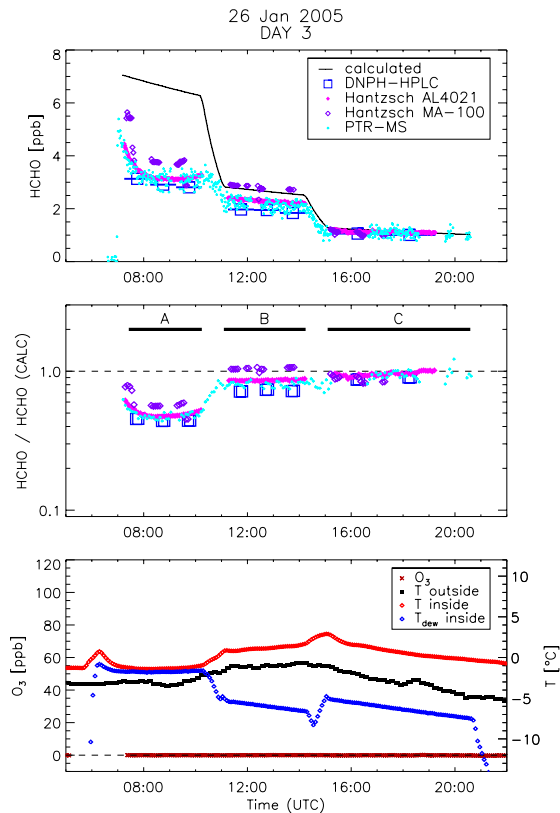 26 Jan 2005
DAY 3
HCHO [ppb]
8
6
4
2
0
calculated
DNPH-HPLC
Hantzsch AL4021
Hantzsch MA-100
PTR-MS
08:00 12:00 16:00 20:00
HCHO / HCHO (CALC)
1.0
0.1
A B C
08:00 12:00 16:00 20:00
O3 [ppb]
120
100
80
60
40
20
0
O3
T outside
T inside
Tdew inside
10
5
0
-5
-10
T [°C]
08:00 12:00 16:00 20:00
Time (UTC)